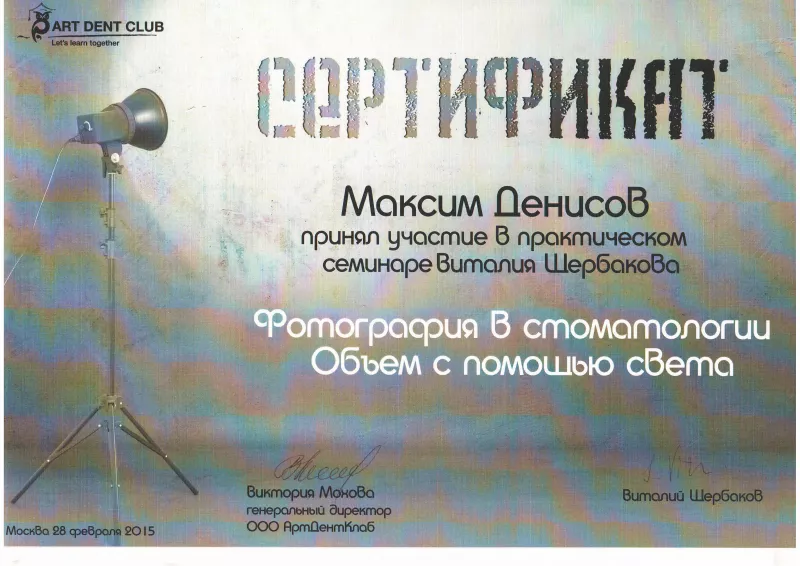 ART DENT CLUB
Let's learn together
СЕРТИФИКАТ
Максим Денисов
принял участие в практическом
семинаре Виталия Щербакова
Фотография в стоматологии
Объем с помощью света
Виктория Мохова
генеральный директор
ООО АртДентКлаб
Виталий Щербаков
Москва 28 февраля 2015